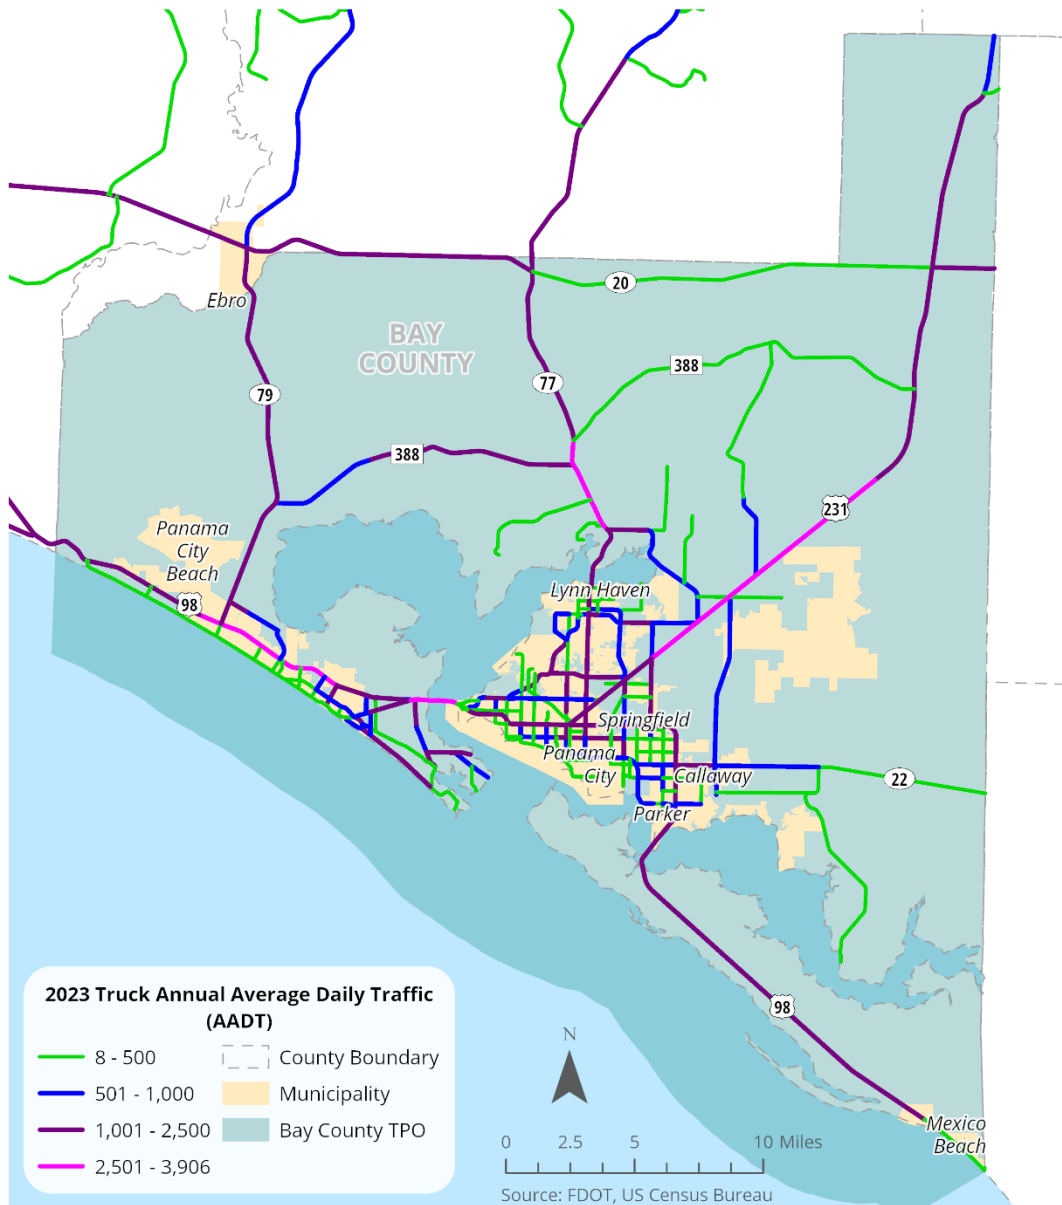 Ebro
20
BAY
COUNTY
388
77
79
388
231
Panama
City
Beach
98
Lynn Haven
Springfield
Panama
City
Callaway
22
Parker
98
Mexico
Beach
2023 Truck Annual Average Daily Traffic
(AADT)
8 - 500
501 - 1,000
1,001 - 2,500
2,501 - 3,906
County Boundary
Municipality
Bay County TPO
N
0 2.5 5 10 Miles
Source: FDOT, US Census Bureau